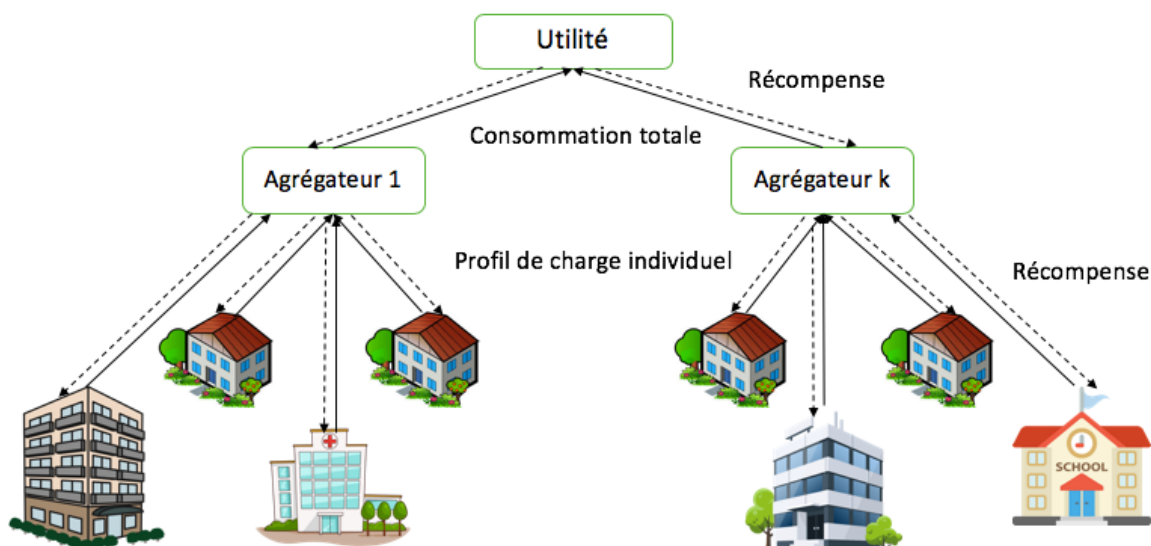 Utilité
Récompense
Consommation totale
Agrégateur 1
Agrégateur k
Profil de charge individuel
Récompense
SCHOOL